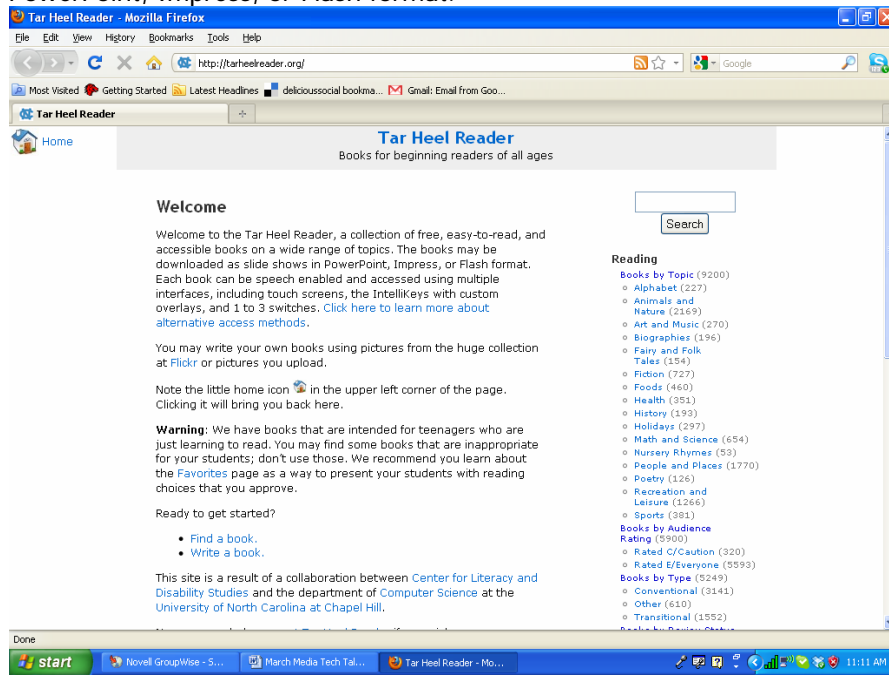 PowerPoint, Impress, or Flash format.
Tar Heel Reader - Mozilla Firefox
File Edit View History Bookmarks Tools Help
http://tarheelreader.org/
Google
Most Visited Getting Started Latest Headlines delicioussocial bookma... Gmail: Email from Goo...
Tar Heel Reader
Home
Tar Heel Reader
Books for beginning readers of all ages
Welcome
Welcome to the Tar Heel Reader, a collection of free, easy-to-read, and
accessible books on a wide range of topics. The books may be
downloaded as slide shows in PowerPoint, Impress, or Flash format.
Each book can be speech enabled and accessed using multiple
interfaces, including touch screens, the IntelliKeys with custom
overlays, and 1 to 3 switches. Click here to learn more about
alternative access methods.
You may write your own books using pictures from the huge collection
at Flickr or pictures you upload.
Note the little home icon in the upper left corner of the page.
Clicking it will bring you back here.
Warning: We have books that are intended for teenagers who are
just learning to read. You may find some books that are inappropriate
for your students; don't use those. We recommend you learn about
the Favorites page as a way to present your students with reading
choices that you approve.
Ready to get started?
Find a book.
Write a book.
This site is a result of a collaboration between Center for Literacy and
Disability Studies and the department of Computer Science at the
University of North Carolina at Chapel Hill.
Search
Reading
Books by Topic (9200)
Alphabet (227)
Animals and
Nature (2169)
Art and Music (270)
Biographies (196)
Fairy and Folk
Tales (154)
Fiction (727)
Foods (460)
Health (351)
History (193)
Holidays (297)
Math and Science (654)
Nursery Rhymes (53)
People and Places (1770)
Poetry (126)
Recreation and
Leisure (1266)
Sports (381)
Books by Audience
Rating (5900)
Rated C/Caution (320)
Rated E/Everyone (5593)
Books by Type (5249)
Conventional (3141)
Other (610)
Transitional (1552)
Done
start
Novell GroupWise - S...
March Media Tech Tal...
Tar Heel Reader - Mo...
11:11 AM